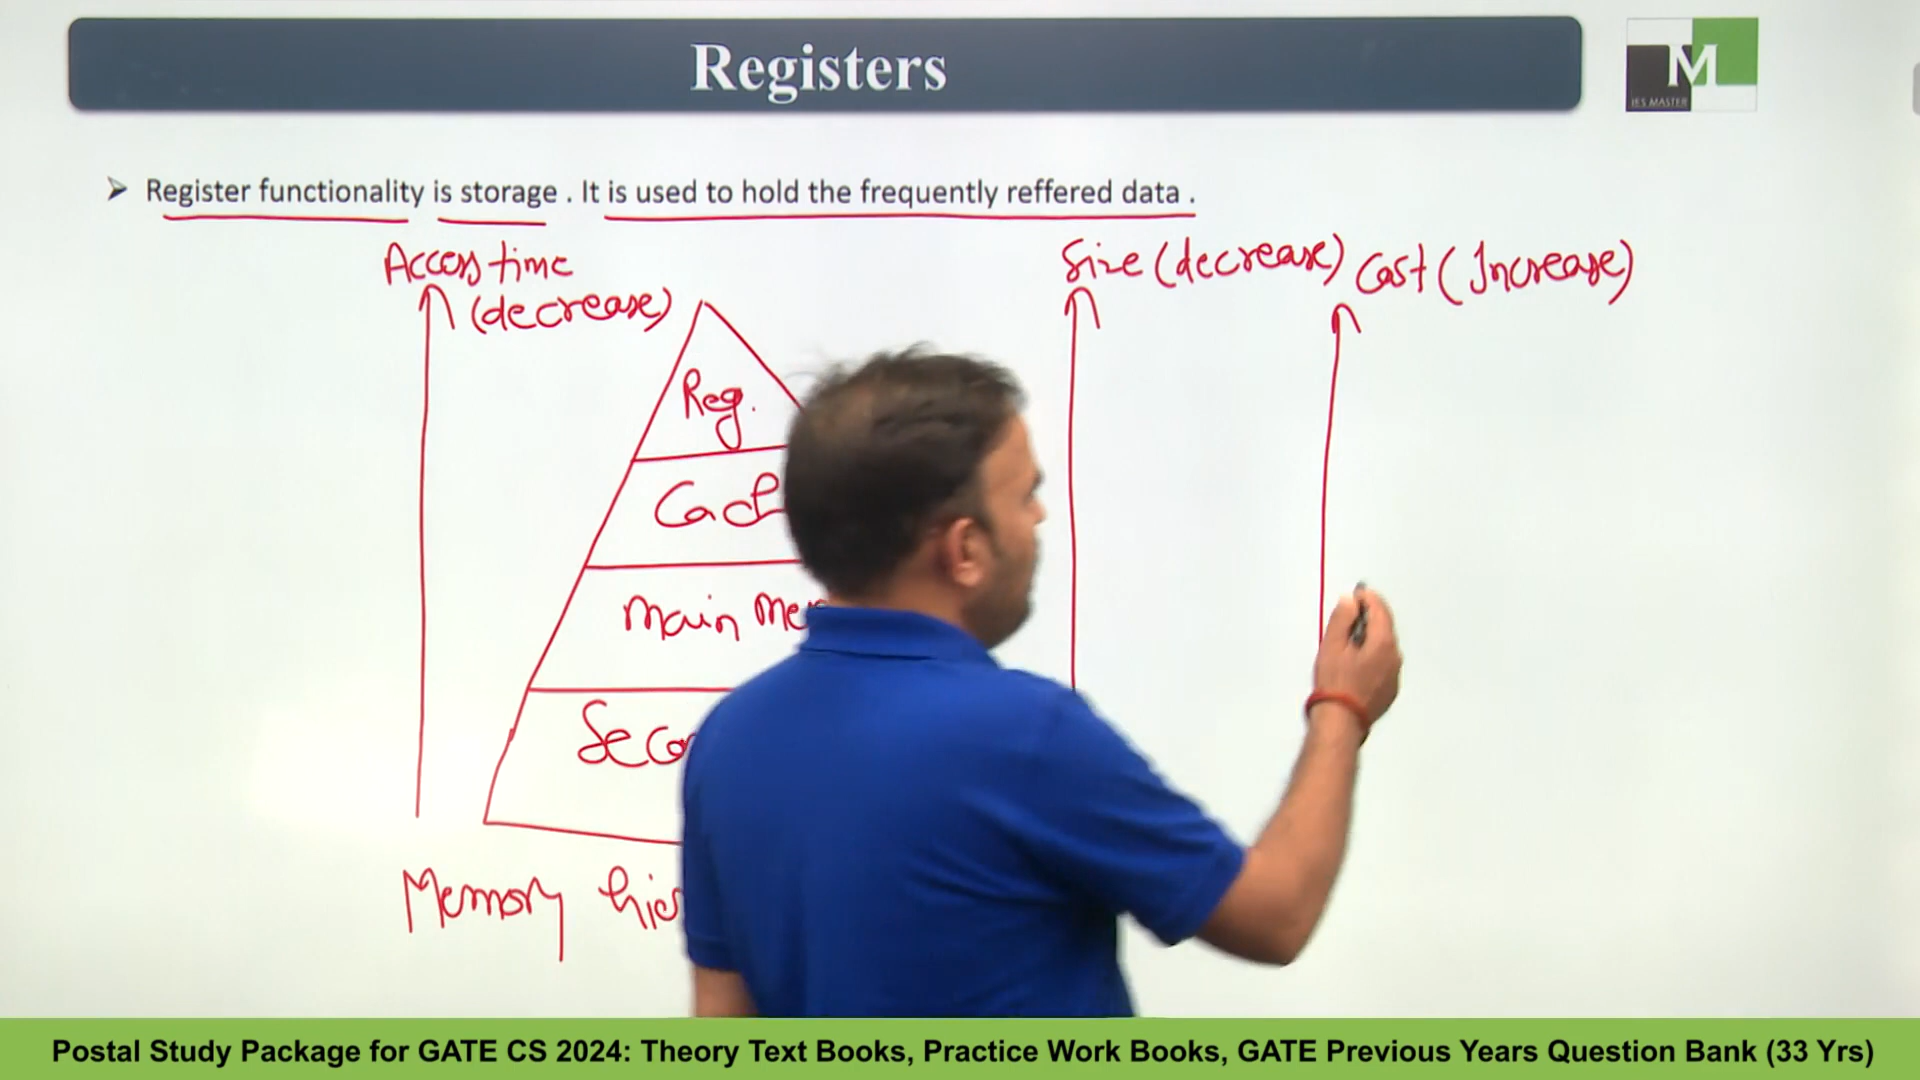 Registers
M
IES MASTER
➢ Register functionality is storage . It is used to hold the frequently reffered data .
Access time
(decrease)
Size (decrease)
Cost (Increase)
Reg.
Main
Memory
Postal Study Package for GATE CS 2024: Theory Text Books, Practice Work Books, GATE Previous Years Question Bank (33 Yrs)